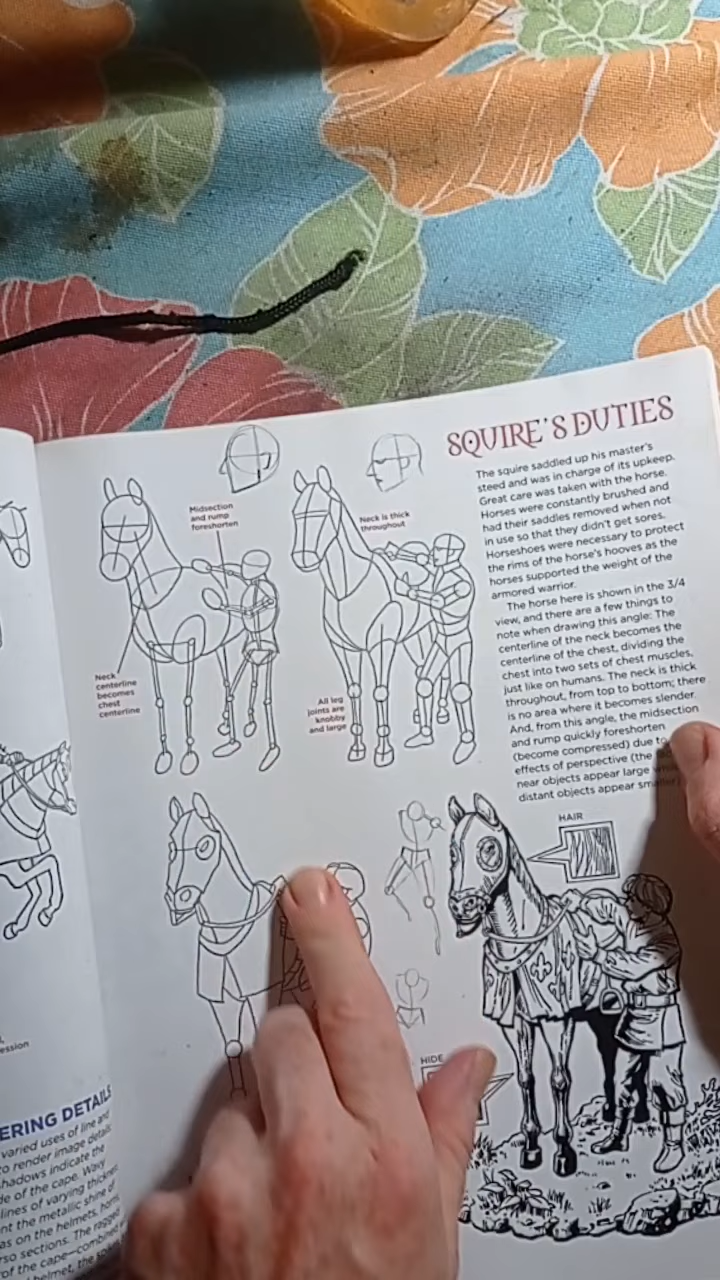 SQUIRE'S DUTIES
The squire saddled up his master's
steed and was in charge of its upkeep.
Great care was taken with the horse.
Horses were constantly brushed and
had their saddles removed when not
in use so that they didn't get sores.
Horseshoes were necessary to protect
the rims of the horse's hooves as the
horses supported the weight of the
armored warrior.
The horse here is shown in the 3/4
view, and there are a few things to
note when drawing this angle: The
centerline of the neck becomes the
centerline of the chest, dividing the
chest into two sets of chest muscles,
just like on humans. The neck is thick
throughout, from top to bottom; there
is no area where it becomes slender.
And, from this angle, the midsection
and rump quickly foreshorten
(become compressed) due to
effects of perspective (the
near objects appear large
distant objects appear
Midsection
and rump
foreshorten
Neck is thick
throughout
Neck
centerline
becomes
chest
centerline
All leg
joints are
knobby
and large
HAIR
HIDE
ession
ERING DETAILS
varied uses of line and
to render image details
hadows indicate the
de of the cape. Wavy
lines of varying thickness
nt the metallic shine of
as on the helmets, horns
rso sections. The ragged
of the cape—combined
helmet, the